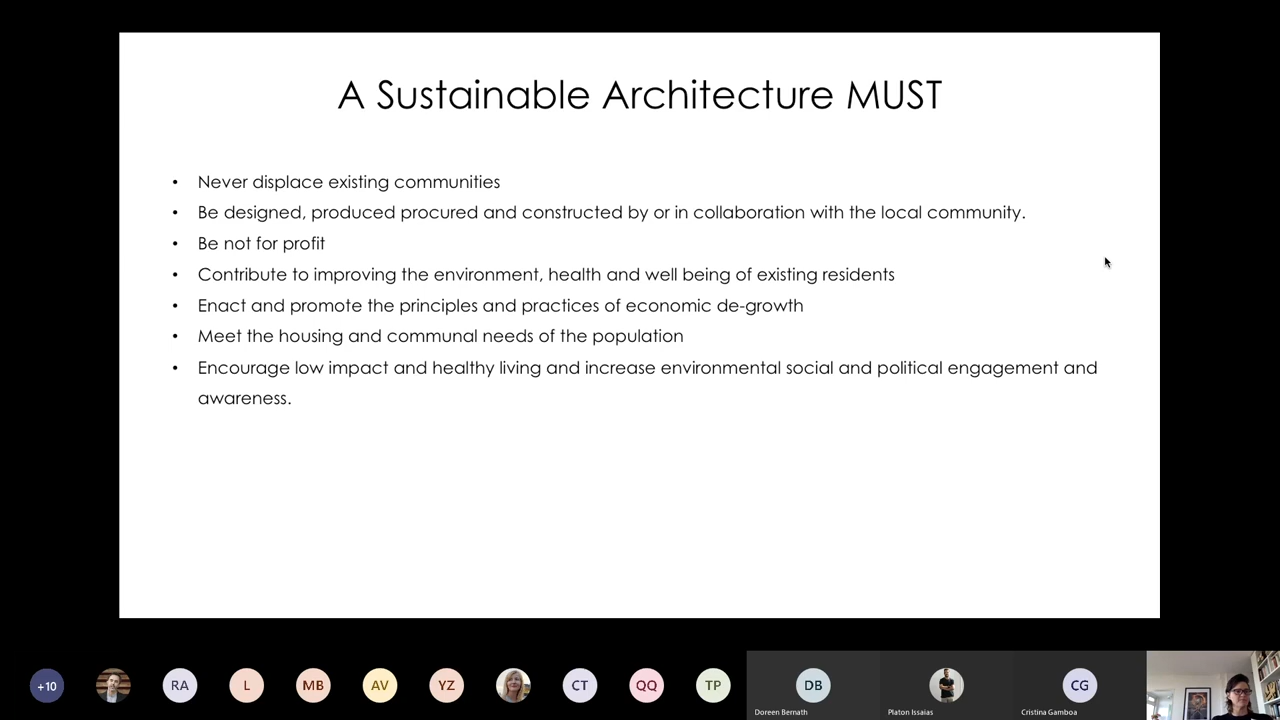 A Sustainable Architecture MUST
• Never displace existing communities
• Be designed, produced procured and constructed by or in collaboration with the local community.
• Be not for profit
• Contribute to improving the environment, health and well being of existing residents
• Enact and promote the principles and practices of economic de-growth
• Meet the housing and communal needs of the population
• Encourage low impact and healthy living and increase environmental social and political engagement and
awareness.
+10
RA
L
MB
AV
YZ
CT
QQ
TP
DB
CG
Doreen Bernath
Platon Issaias
Cristina Gamboa